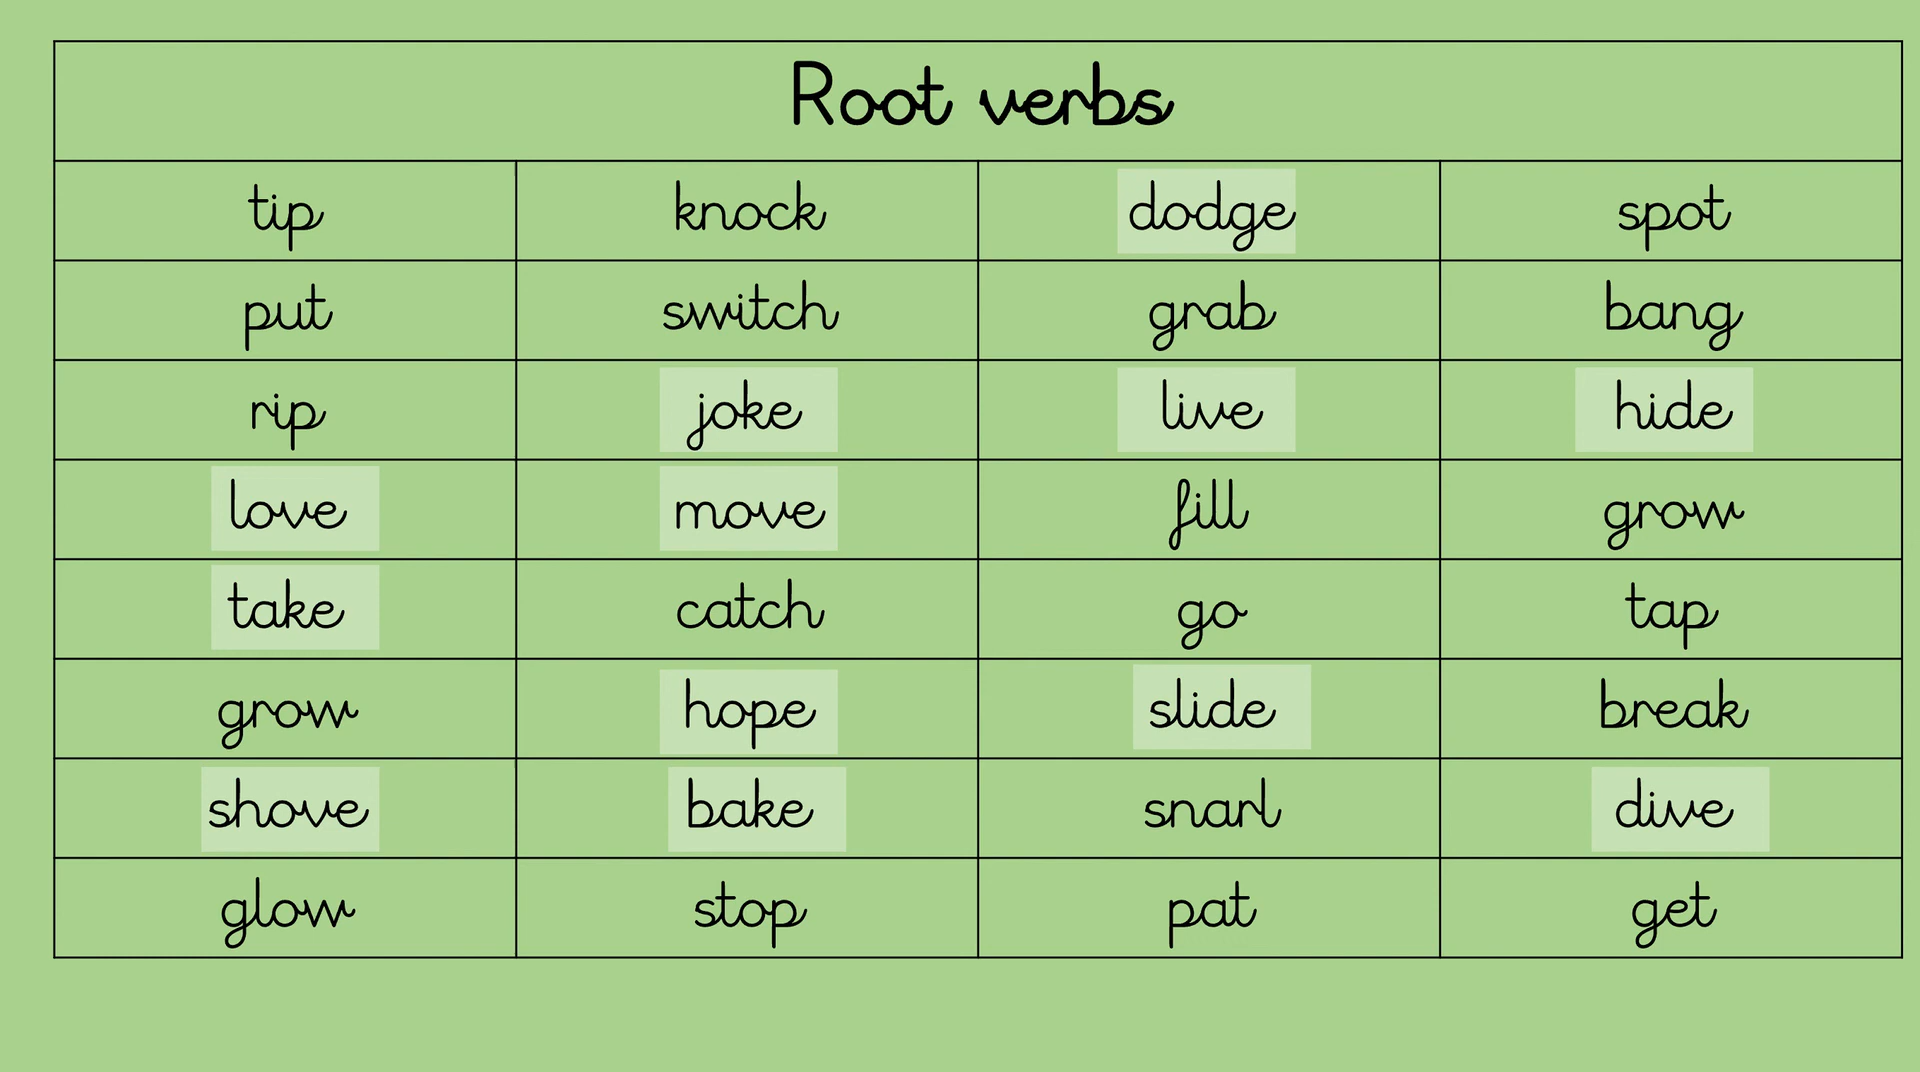 Root verbs
tip knock dodge spot
put switch grab bang
rip joke live hide
love move fill grow
take catch go tap
grow hope slide break
shove bake snarl dive
glow stop pat get